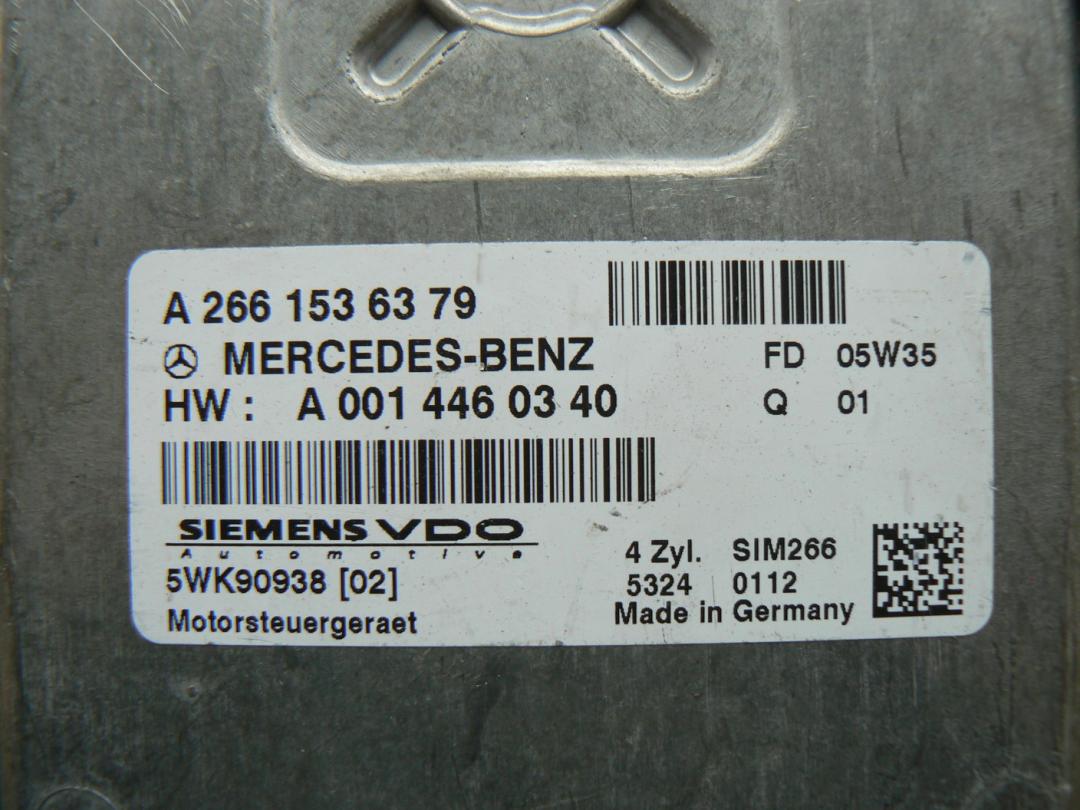 A 266 153 63 79
MERCEDES-BENZ FD 05W35
HW : A 001 446 03 40 Q 01
SIEMENS VDO
Automotive
4 Zyl. SIM266
5WK90938 [02] 5324 0112
Motorsteuergeraet Made in Germany